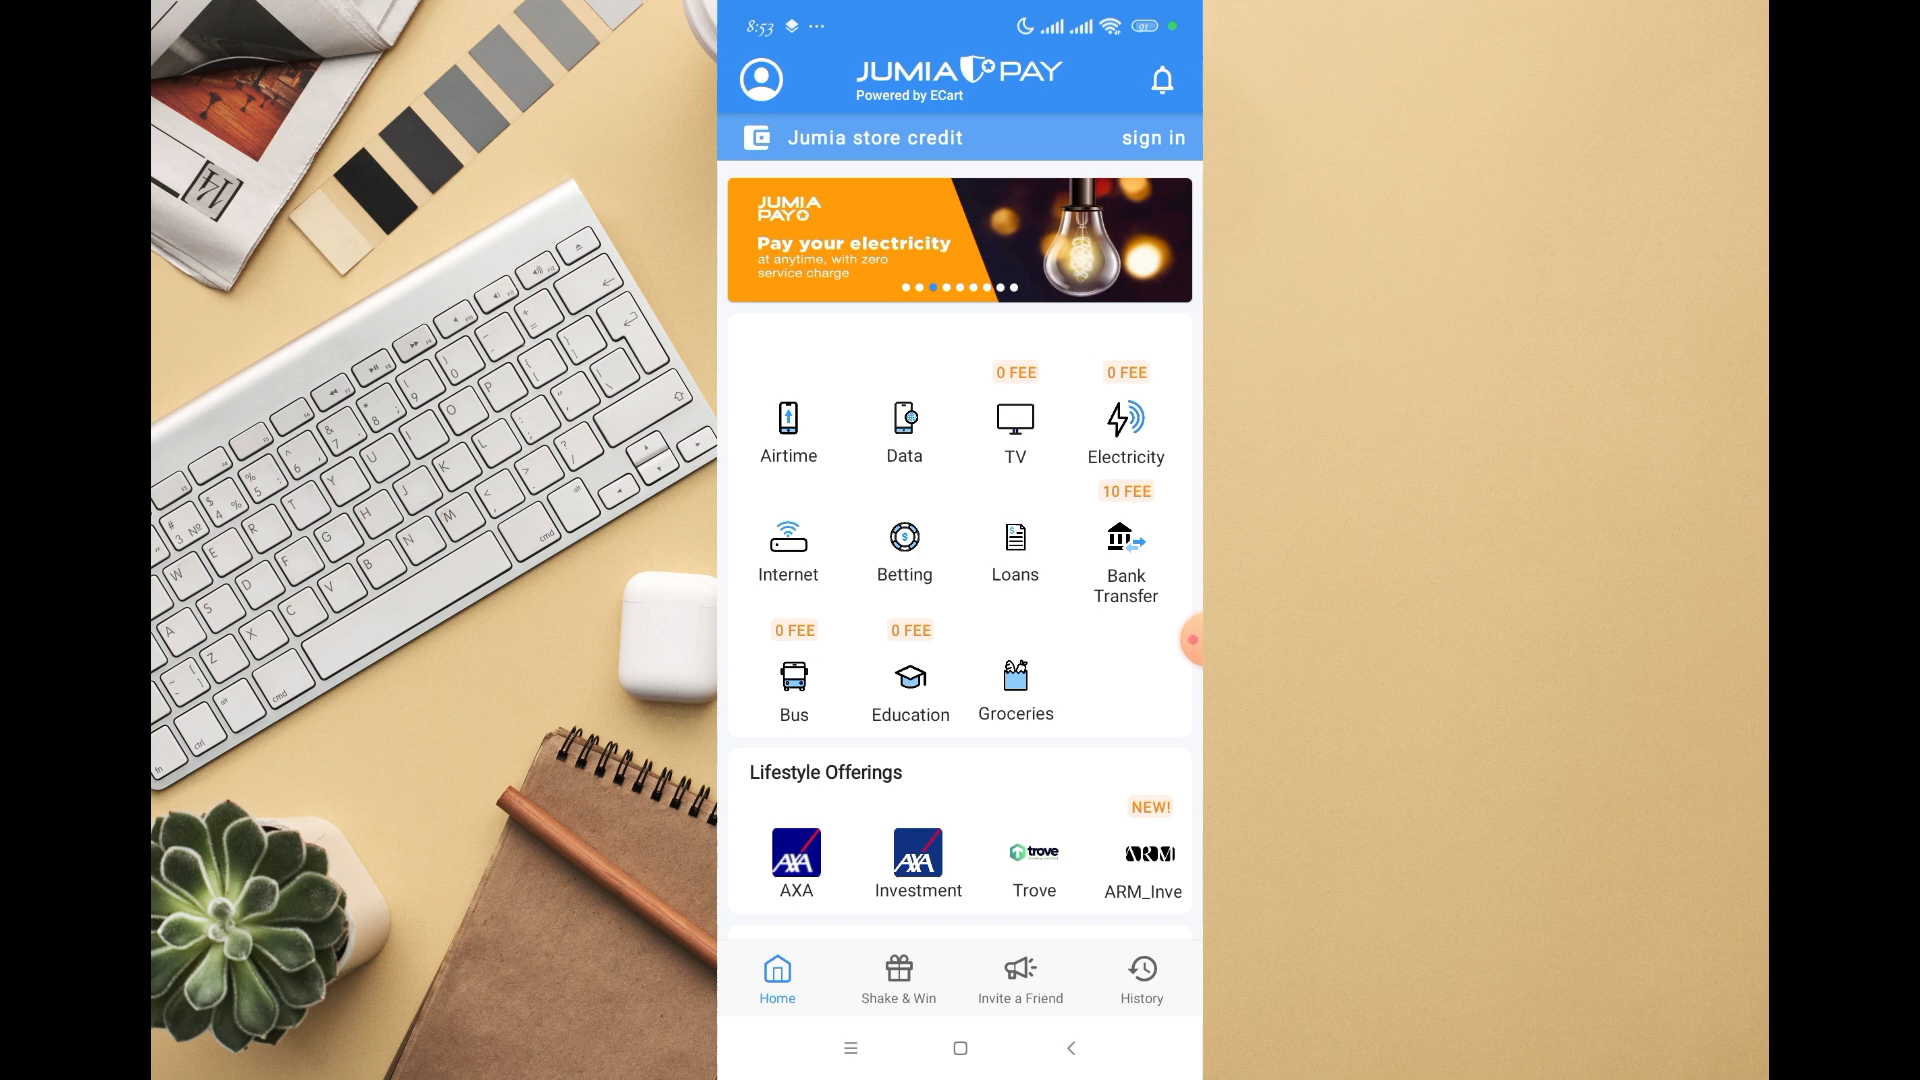 8:53
91
JUMIA PAY
Powered by ECart
Jumia store credit
sign in
JUMIA
PAY
Pay your electricity
at anytime, with zero
service charge
0 FEE
0 FEE
Airtime
Data
TV
Electricity
10 FEE
Internet
Betting
Loans
Bank
Transfer
0 FEE
0 FEE
Bus
Education
Groceries
Lifestyle Offerings
NEW!
AXA
AXA
trove
ARM
AXA
Investment
Trove
ARM_Inve
Home
Shake & Win
Invite a Friend
History